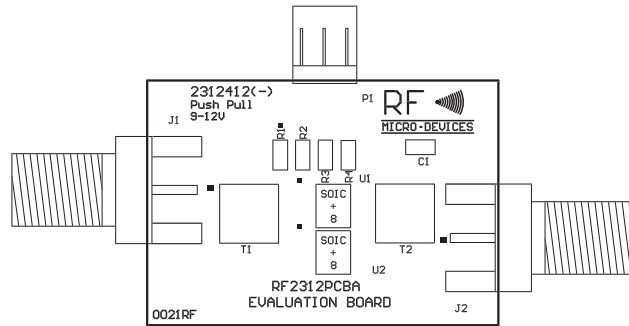 2312412(-)
Push Pull
9-12V
P1
RF
MICRO-DEVICES
J1
R1
R2
R3
R4
C1
U1
SOIC
+
8
SOIC
+
8
T1
T2
U2
RF2312PCBA
EVALUATION BOARD
0021RF
J2